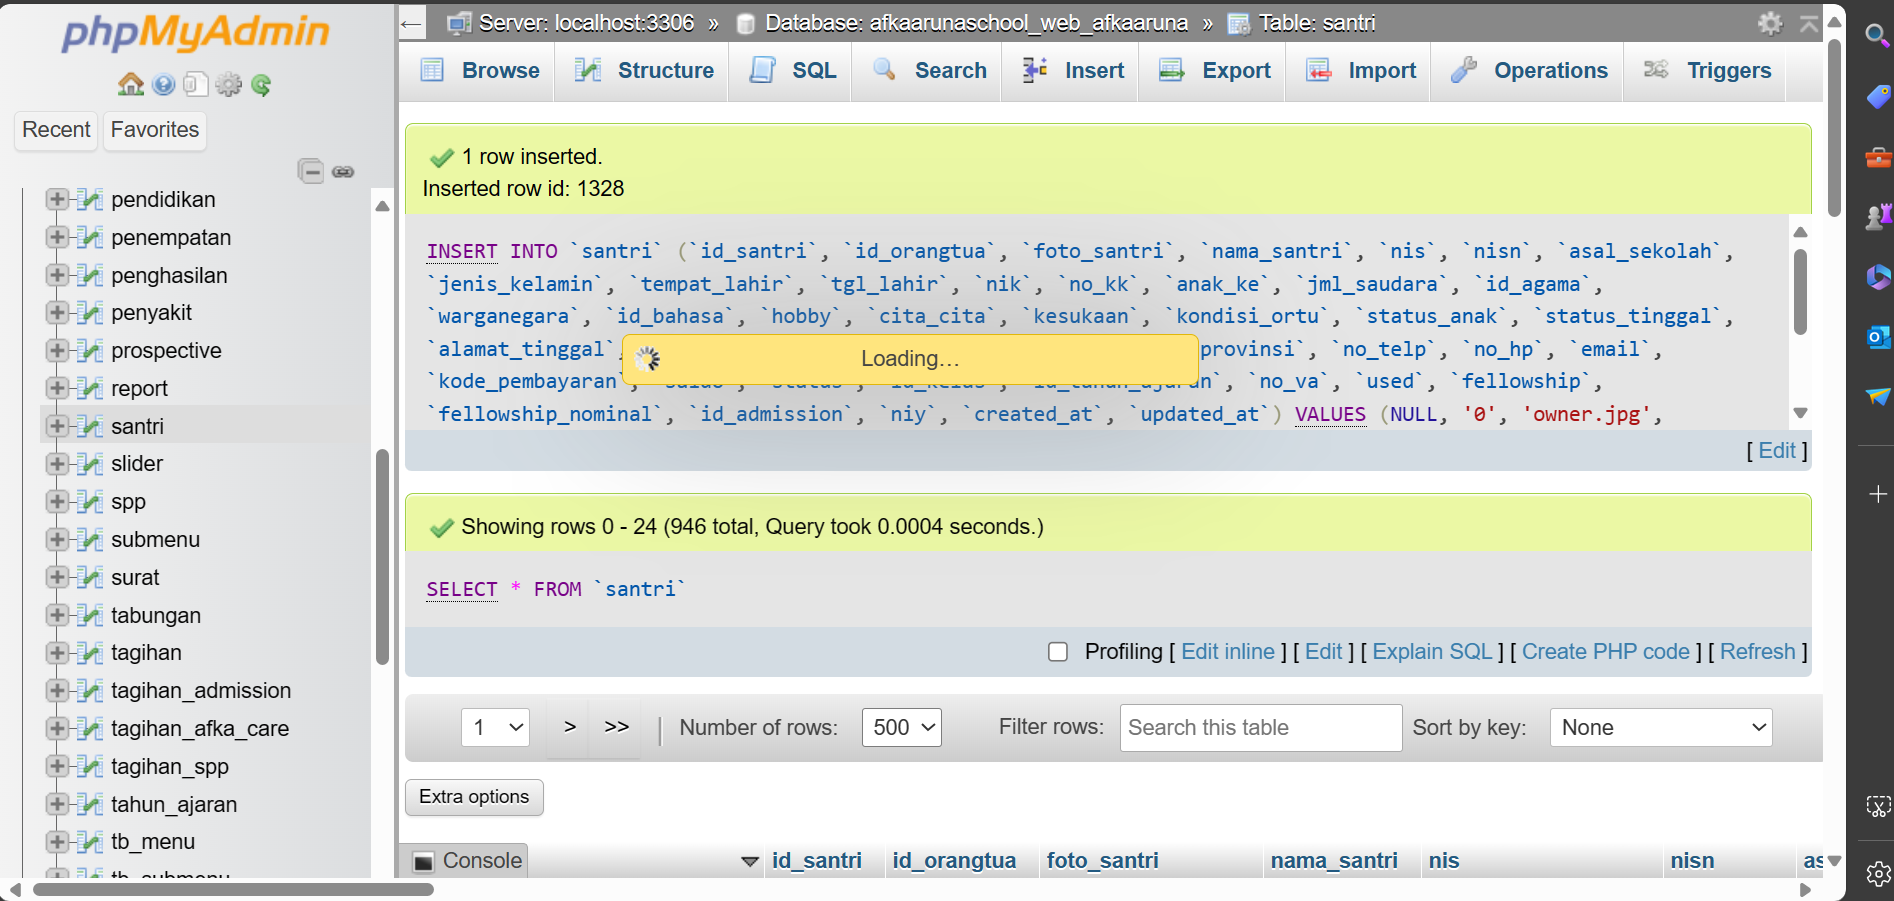 phpMyAdmin
Recent
Favorites
pendidikan
penempatan
penghasilan
penyakit
prospective
report
santri
slider
spp
submenu
surat
tabungan
tagihan
tagihan_admission
tagihan_afka_care
tagihan_spp
tahun_ajaran
tb_menu
tb_submenu
Server: localhost:3306 » Database: afkaarunaschool_web_afkaaruna » Table: santri
Browse Structure SQL Search Insert Export Import Operations Triggers
1 row inserted.
Inserted row id: 1328
INSERT INTO `santri` (`id_santri`, `id_orangtua`, `foto_santri`, `nama_santri`, `nis`, `nisn`, `asal_sekolah`,
`jenis_kelamin`, `tempat_lahir`, `tgl_lahir`, `nik`, `no_kk`, `anak_ke`, `jml_saudara`, `id_agama`,
`warganegara`, `id_bahasa`, `hobby`, `cita_cita`, `kesukaan`, `kondisi_ortu`, `status_anak`, `status_tinggal`,
`alamat_tinggal`, provinsi`, `no_telp`, `no_hp`, `email`,
Loading...
`kode_pembayaran`, `saldo`, `status`, `id_kelas`, `id_tahun_ajaran`, `no_va`, `used`, `fellowship`,
`fellowship_nominal`, `id_admission`, `niy`, `created_at`, `updated_at`) VALUES (NULL, '0', 'owner.jpg',
[ Edit ]
Showing rows 0 - 24 (946 total, Query took 0.0004 seconds.)
SELECT * FROM `santri`
Profiling [ Edit inline ] [ Edit ] [ Explain SQL ] [ Create PHP code ] [ Refresh ]
1 > >> | Number of rows: 500 Filter rows: Search this table Sort by key: None
Extra options
Console
id_santri id_orangtua foto_santri nama_santri nis nisn as